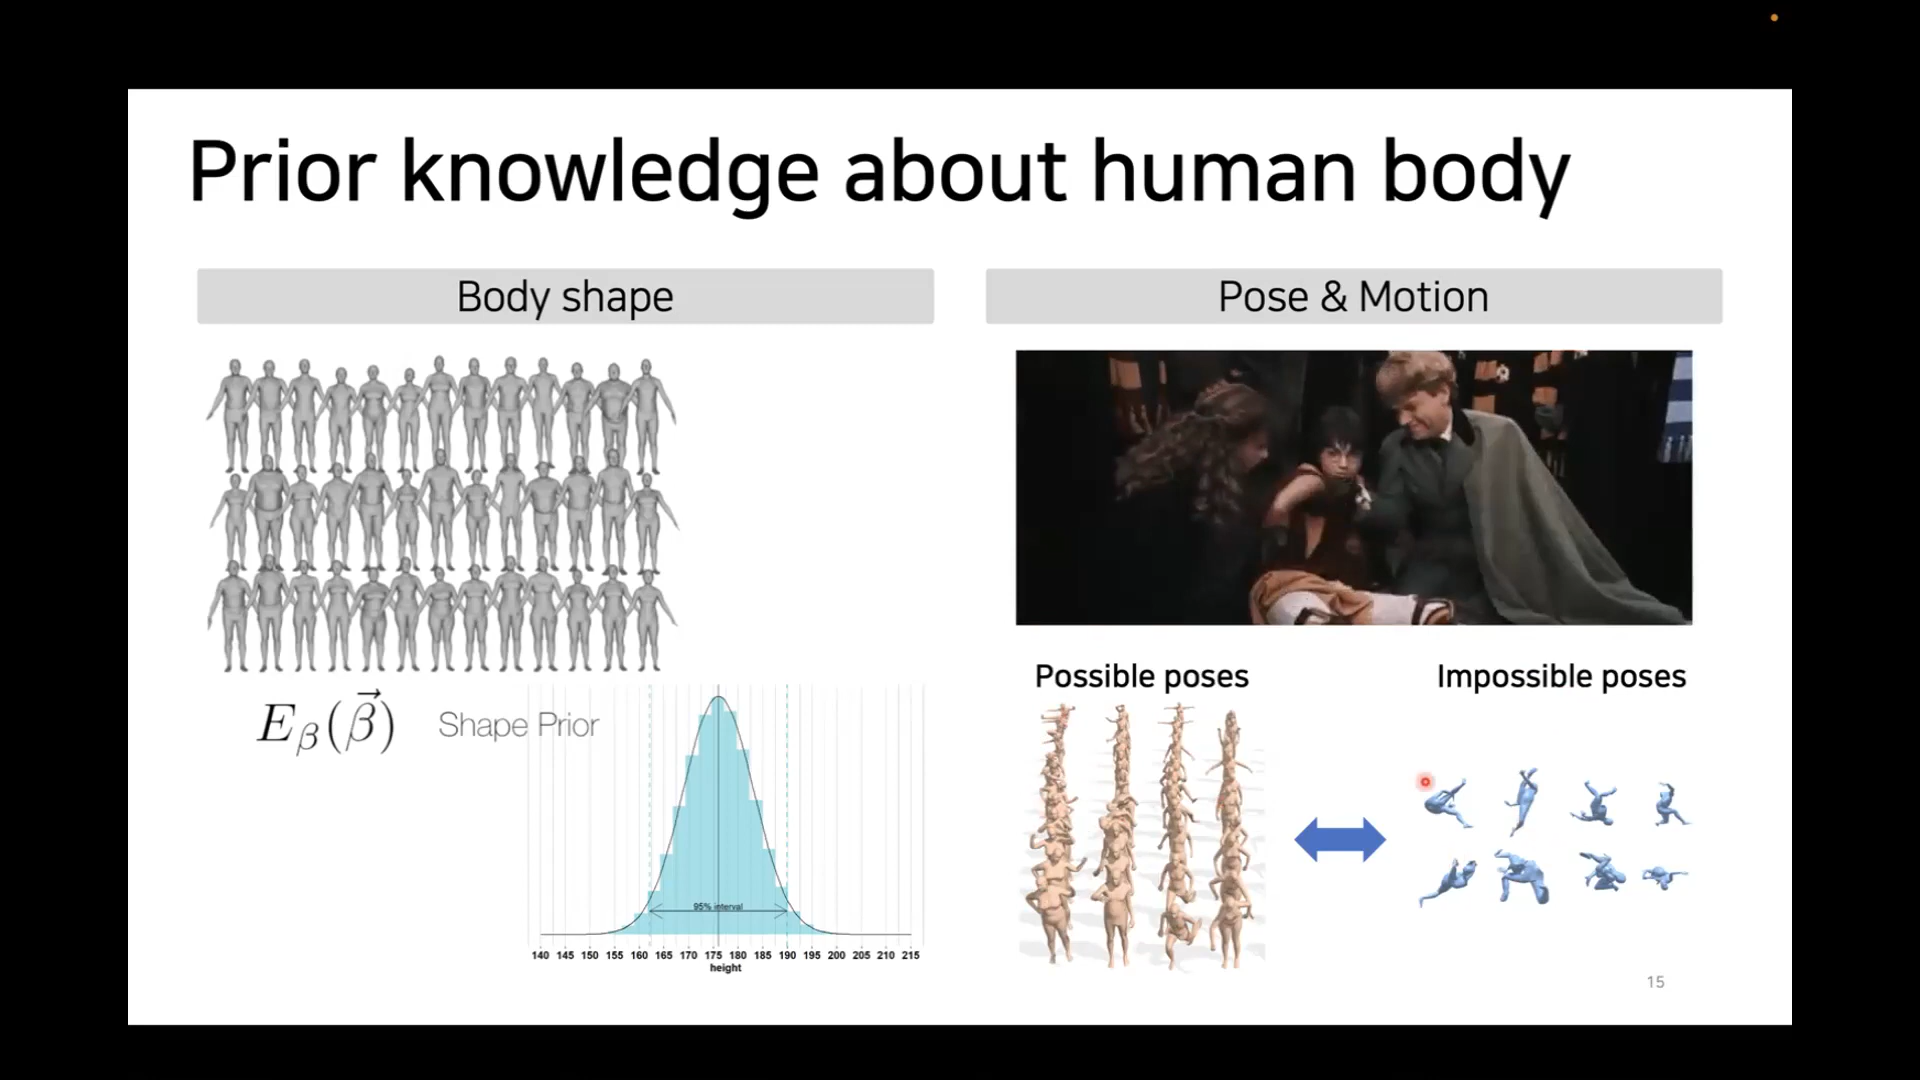 Prior knowledge about human body
Body shape
E_β(β⃗)
Shape Prior
95% interval
140 145 150 155 160 165 170 175 180 185 190 195 200 205 210 215
height
Pose & Motion
Possible poses
Impossible poses
15